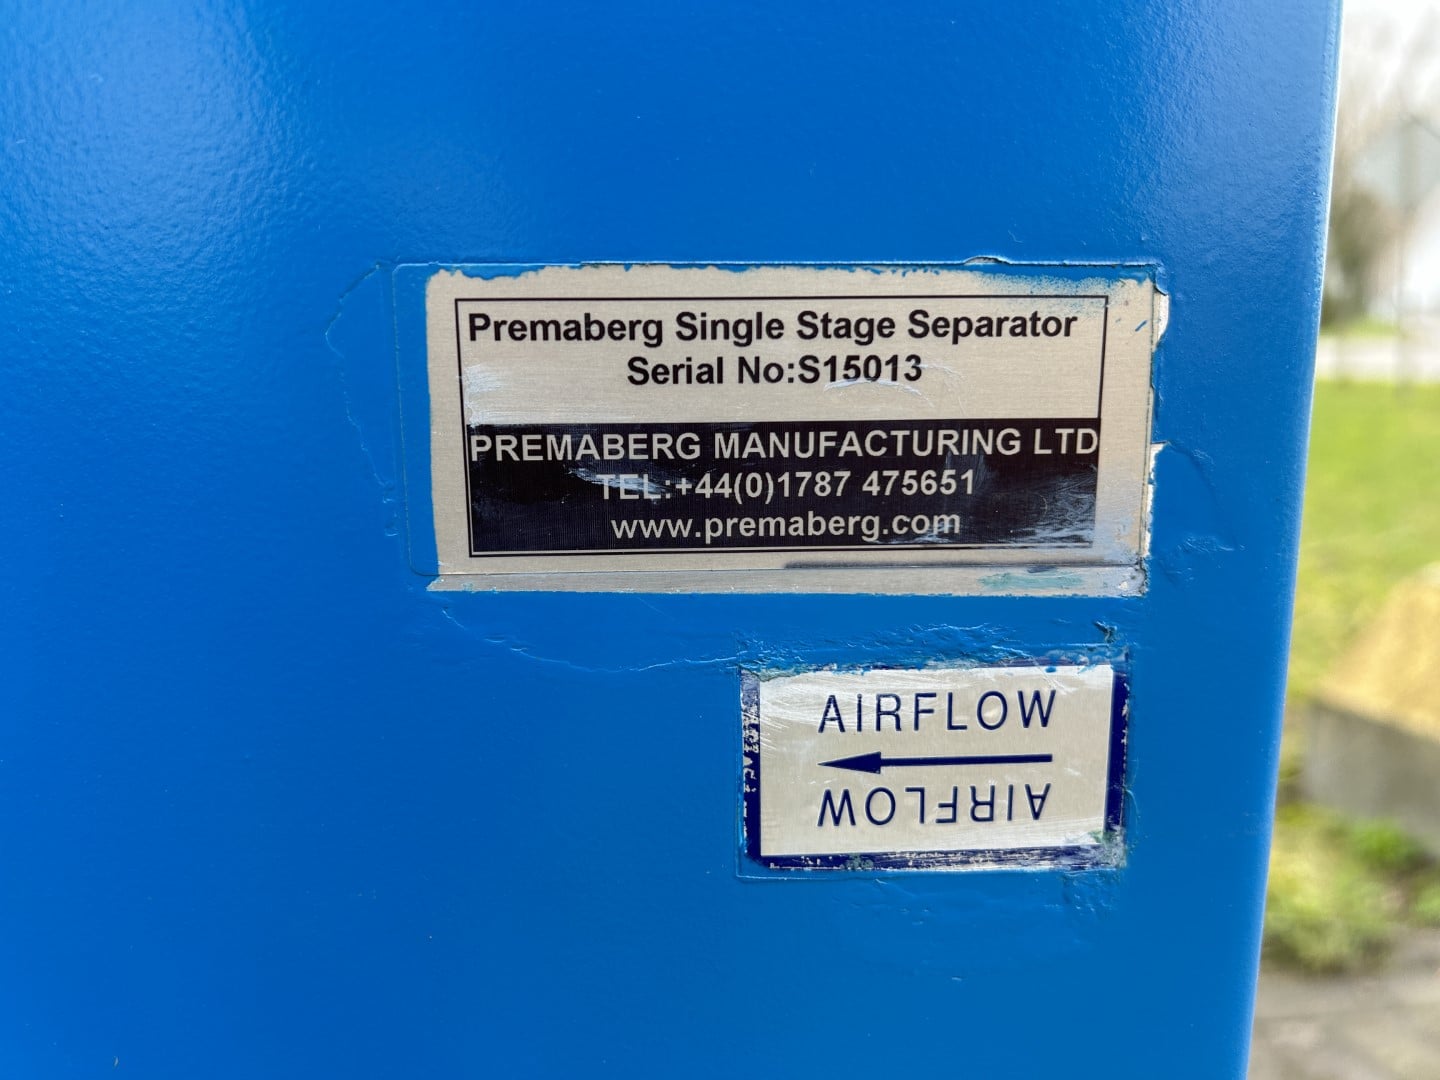 Premaberg Single Stage Separator
Serial No:S15013
PREMABERG MANUFACTURING LTD
TEL:+44(0)1787 475651
www.premaberg.com
AIRFLOW
AIRFLOW